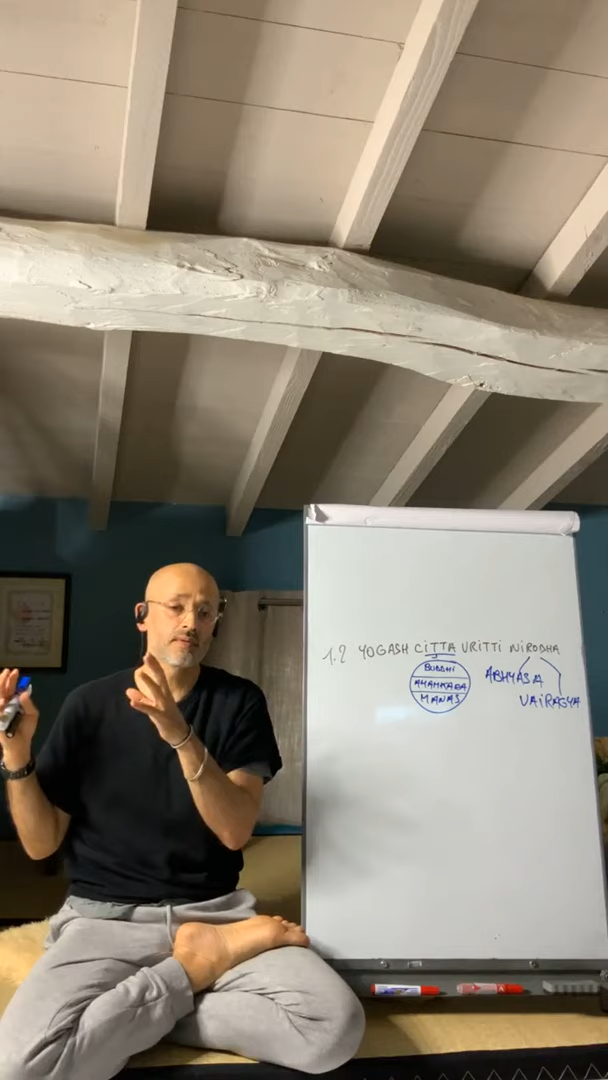 1.2 YOGASH CITTA VRITTI NIRODHA
BUDDHI
AHAMKARA
MANAS
ABHYASA
VAIRAGYA